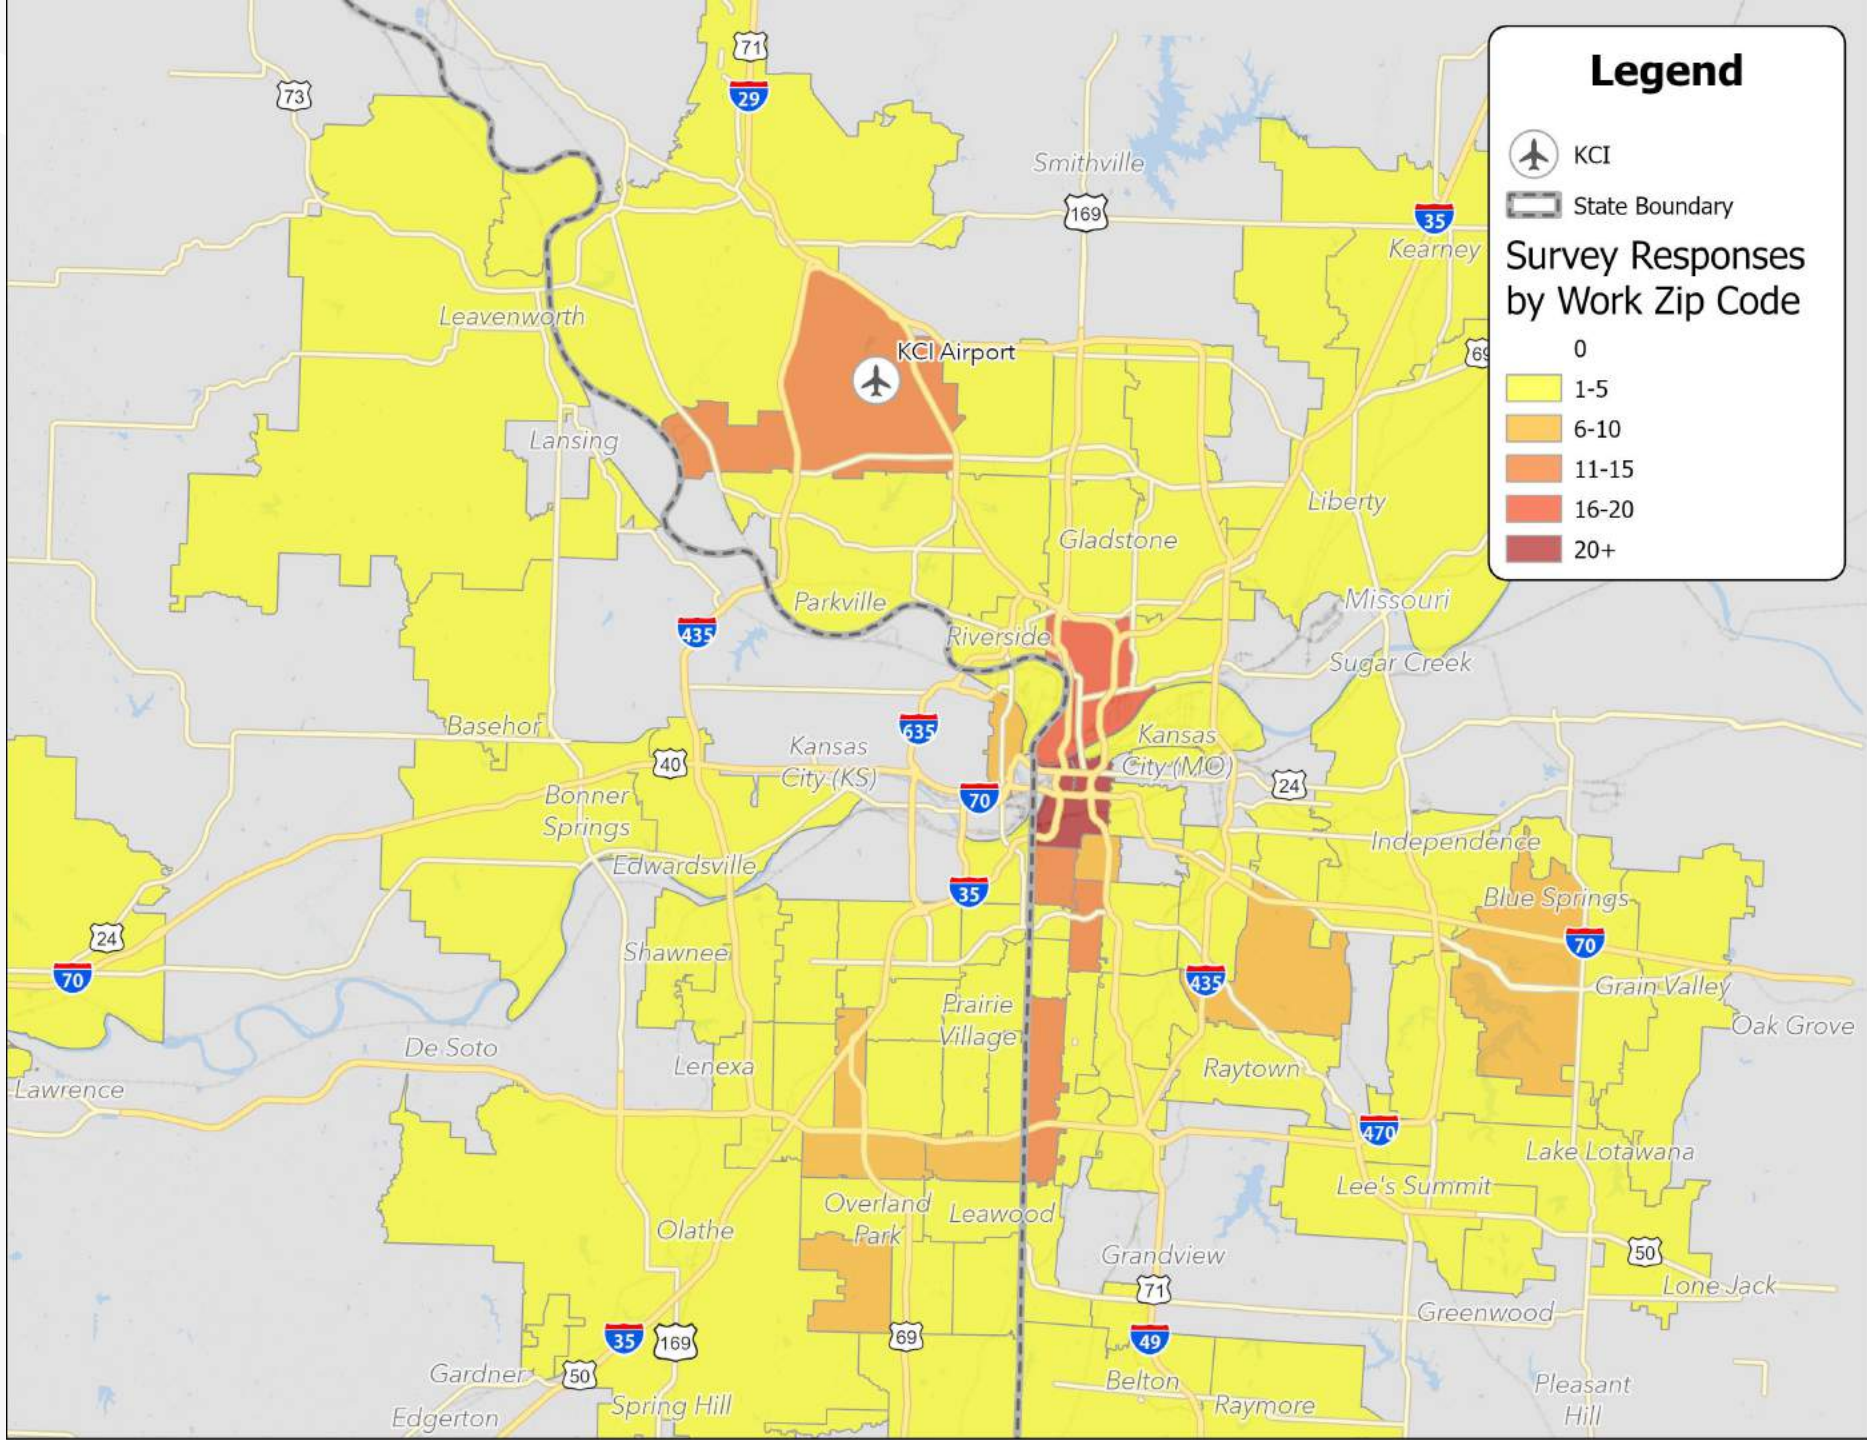 71
29
73
Smithville
169
35
Kearney
Leavenworth
KCI Airport
Lansing
Liberty
Gladstone
Missouri
Parkville
Riverside
435
Sugar Creek
Basehor
635
Kansas
City (KS)
Kansas
City (MO)
40
70
24
Bonner
Springs
Independence
Edwardsville
35
Blue Springs
24
70
Shawnee
70
435
Grain Valley
Prairie
Village
Oak Grove
De Soto
Lenexa
Raytown
Lawrence
470
Lake Lotawana
Lee's Summit
Overland
Park
Leawood
Olathe
Grandview
50
71
Lone Jack
Greenwood
35
169
69
49
Gardner
50
Belton
Pleasant
Hill
Spring Hill
Raymore
Edgerton
Legend
KCI
State Boundary
Survey Responses
by Work Zip Code
0
69
1-5
6-10
11-15
16-20
20+